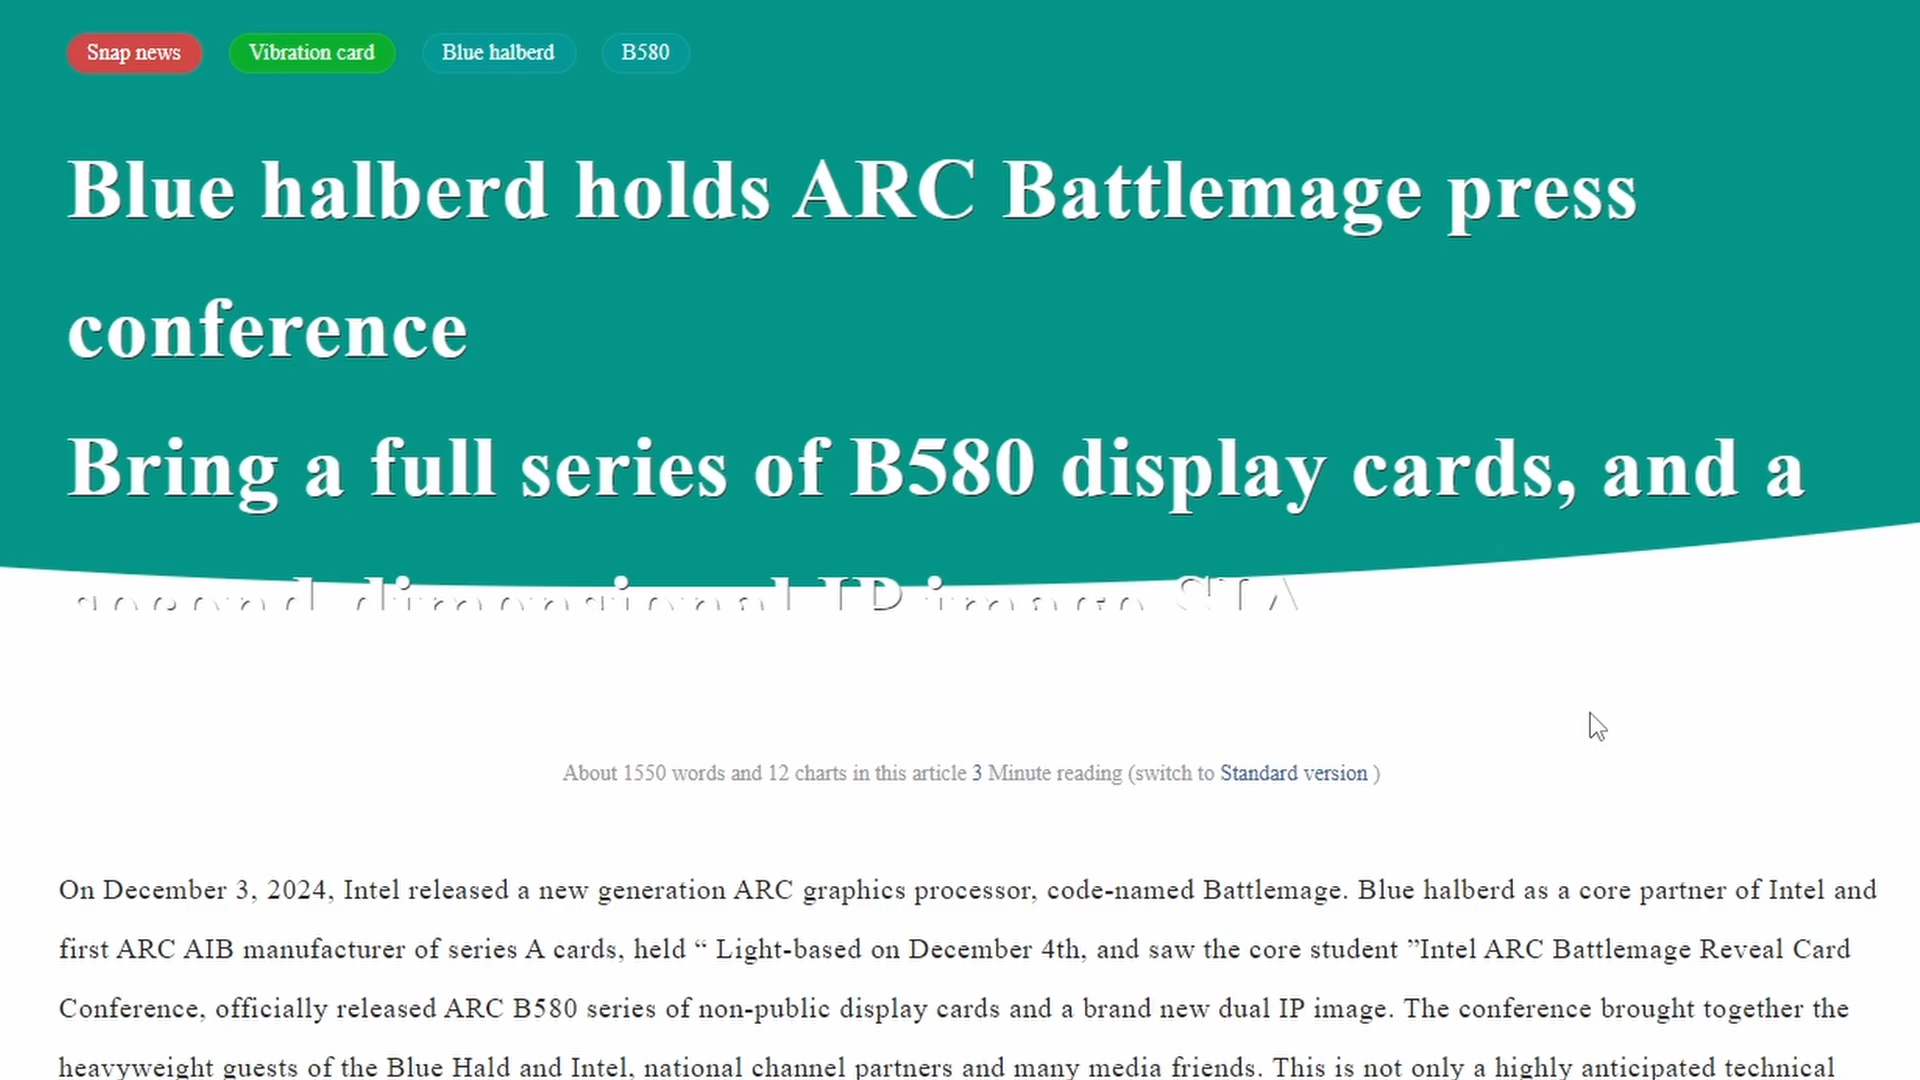 Snap news Vibration card Blue halberd B580
Blue halberd holds ARC Battlemage press
conference
Bring a full series of B580 display cards, and a
second-dimensional IP image SIA
About 1550 words and 12 charts in this article 3 Minute reading (switch to Standard version )
On December 3, 2024, Intel released a new generation ARC graphics processor, code-named Battlemage. Blue halberd as a core partner of Intel and
first ARC AIB manufacturer of series A cards, held “ Light-based on December 4th, and saw the core student ”Intel ARC Battlemage Reveal Card
Conference, officially released ARC B580 series of non-public display cards and a brand new dual IP image. The conference brought together the
heavyweight guests of the Blue Hald and Intel, national channel partners and many media friends. This is not only a highly anticipated technical